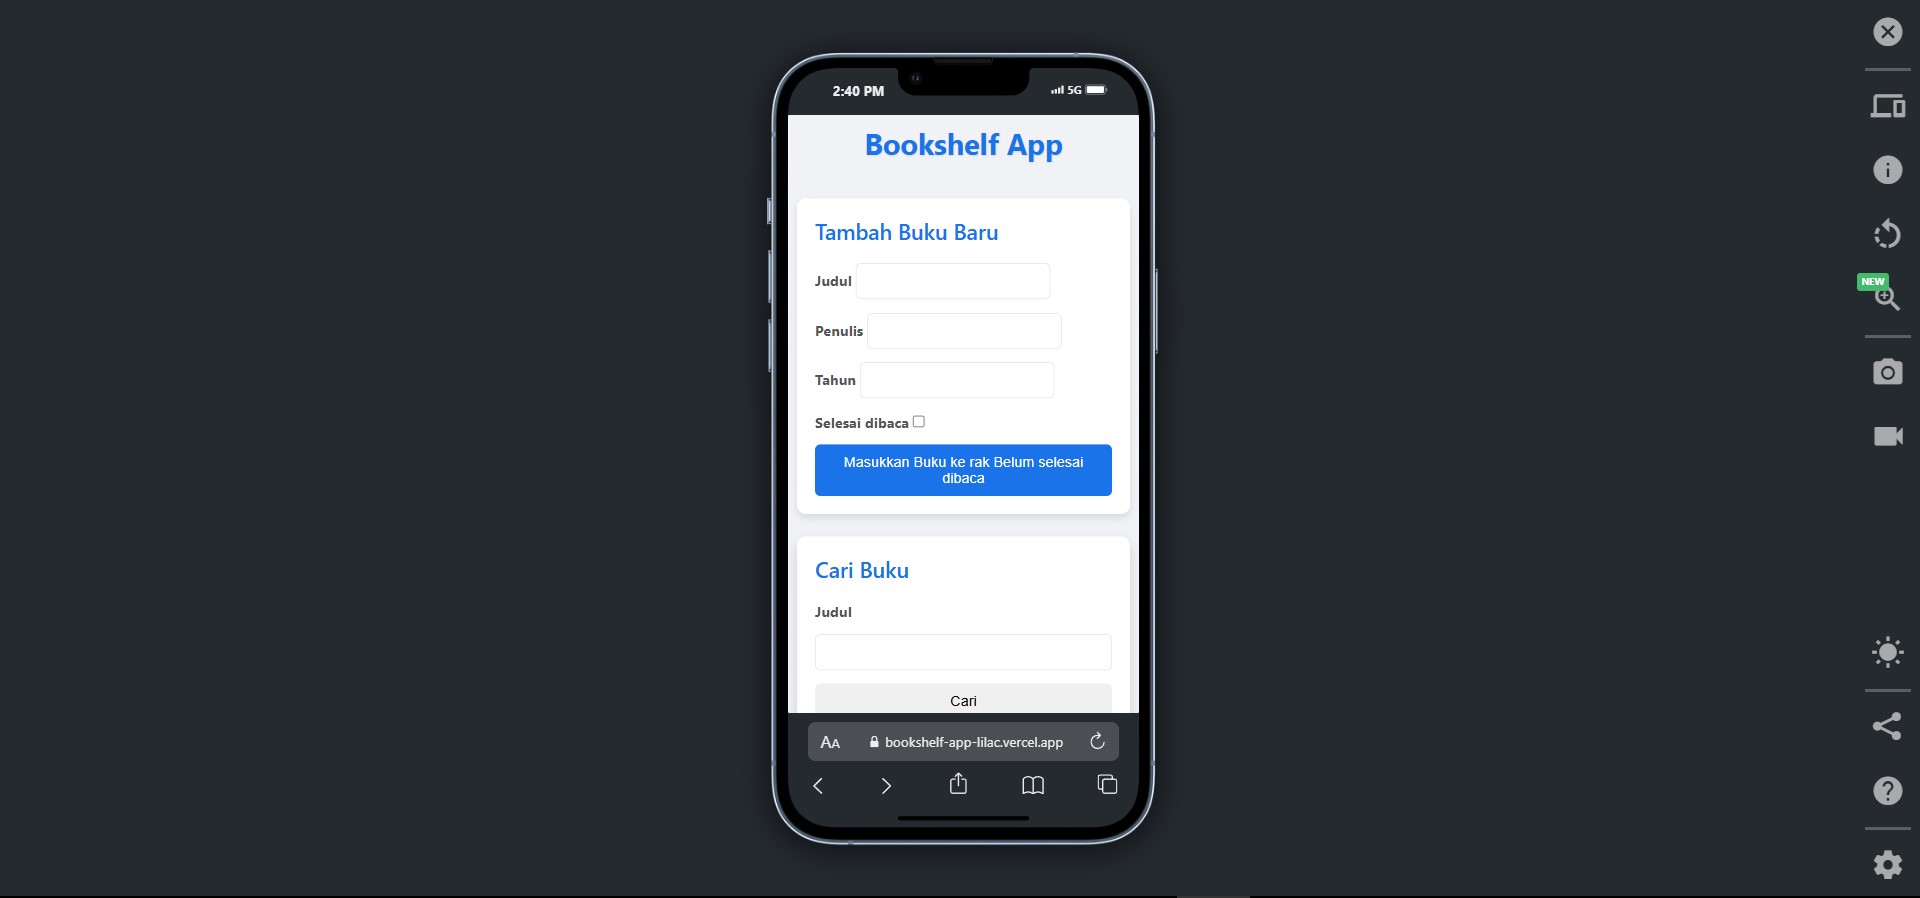 2:40 PM
5G
Bookshelf App
Tambah Buku Baru
Judul
Penulis
Tahun
Selesai dibaca
Masukkan Buku ke rak Belum selesai
dibaca
Cari Buku
Judul
Cari
AA
bookshelf-app-lilac.vercel.app
NEW